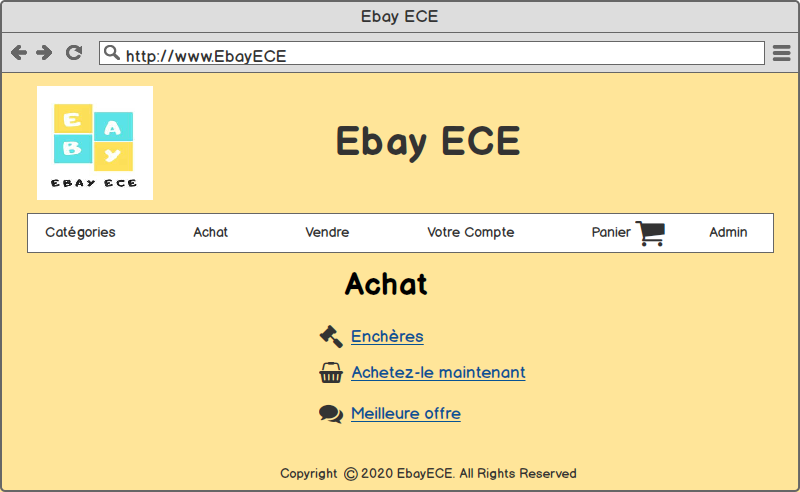 Ebay ECE
http://www.EbayECE
E A
B Y
EBAY ECE
Ebay ECE
Catégories Achat Vendre Votre Compte Panier Admin
Achat
Enchères
Achetez-le maintenant
Meilleure offre
Copyright © 2020 EbayECE. All Rights Reserved